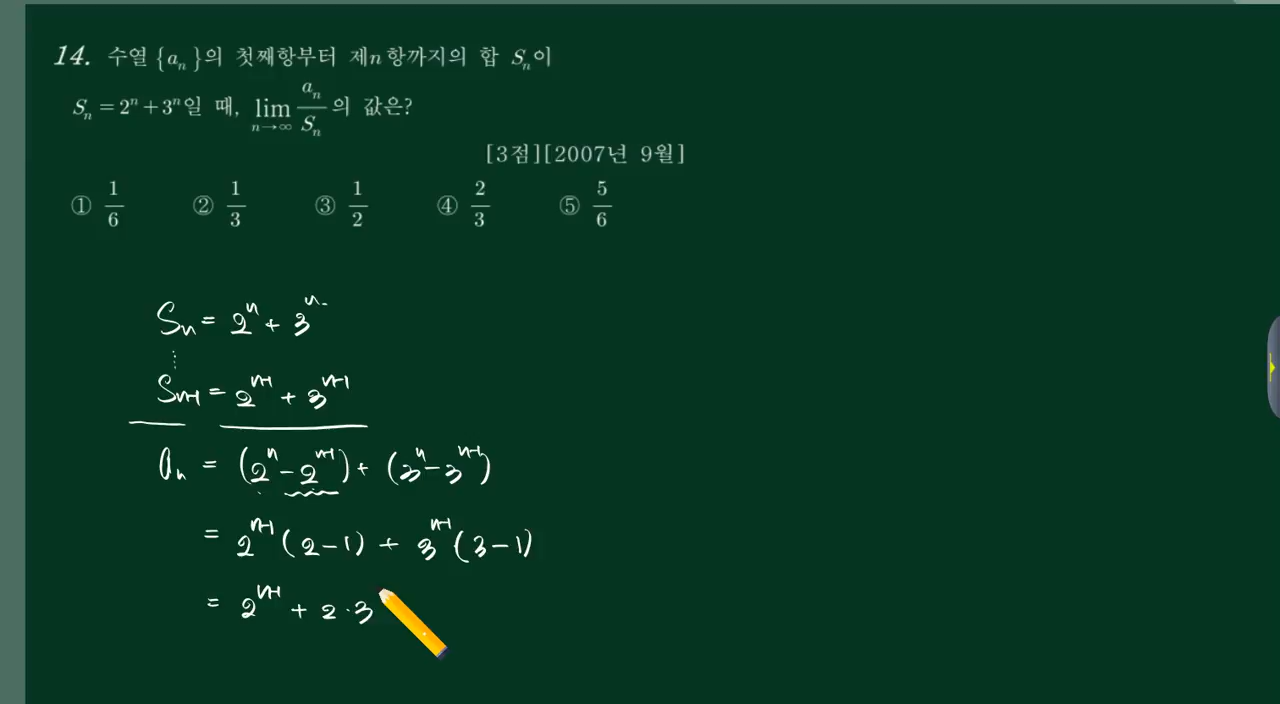 14. 수열 {aₙ}의 첫째항부터 제n항까지의 합 Sₙ이
Sₙ = 2ⁿ + 3ⁿ일 때, lim_{n→∞} aₙ/Sₙ 의 값은?
[3점][2007년 9월]
① 1/6 ② 1/3 ③ 1/2 ④ 2/3 ⑤ 5/6
Sₙ = 2ⁿ + 3ⁿ
Sₙ₋₁ = 2ⁿ⁻¹ + 3ⁿ⁻¹
aₙ = (2ⁿ - 2ⁿ⁻¹) + (3ⁿ - 3ⁿ⁻¹)
= 2ⁿ⁻¹(2-1) + 3ⁿ⁻¹(3-1)
= 2ⁿ⁻¹ + 2·3